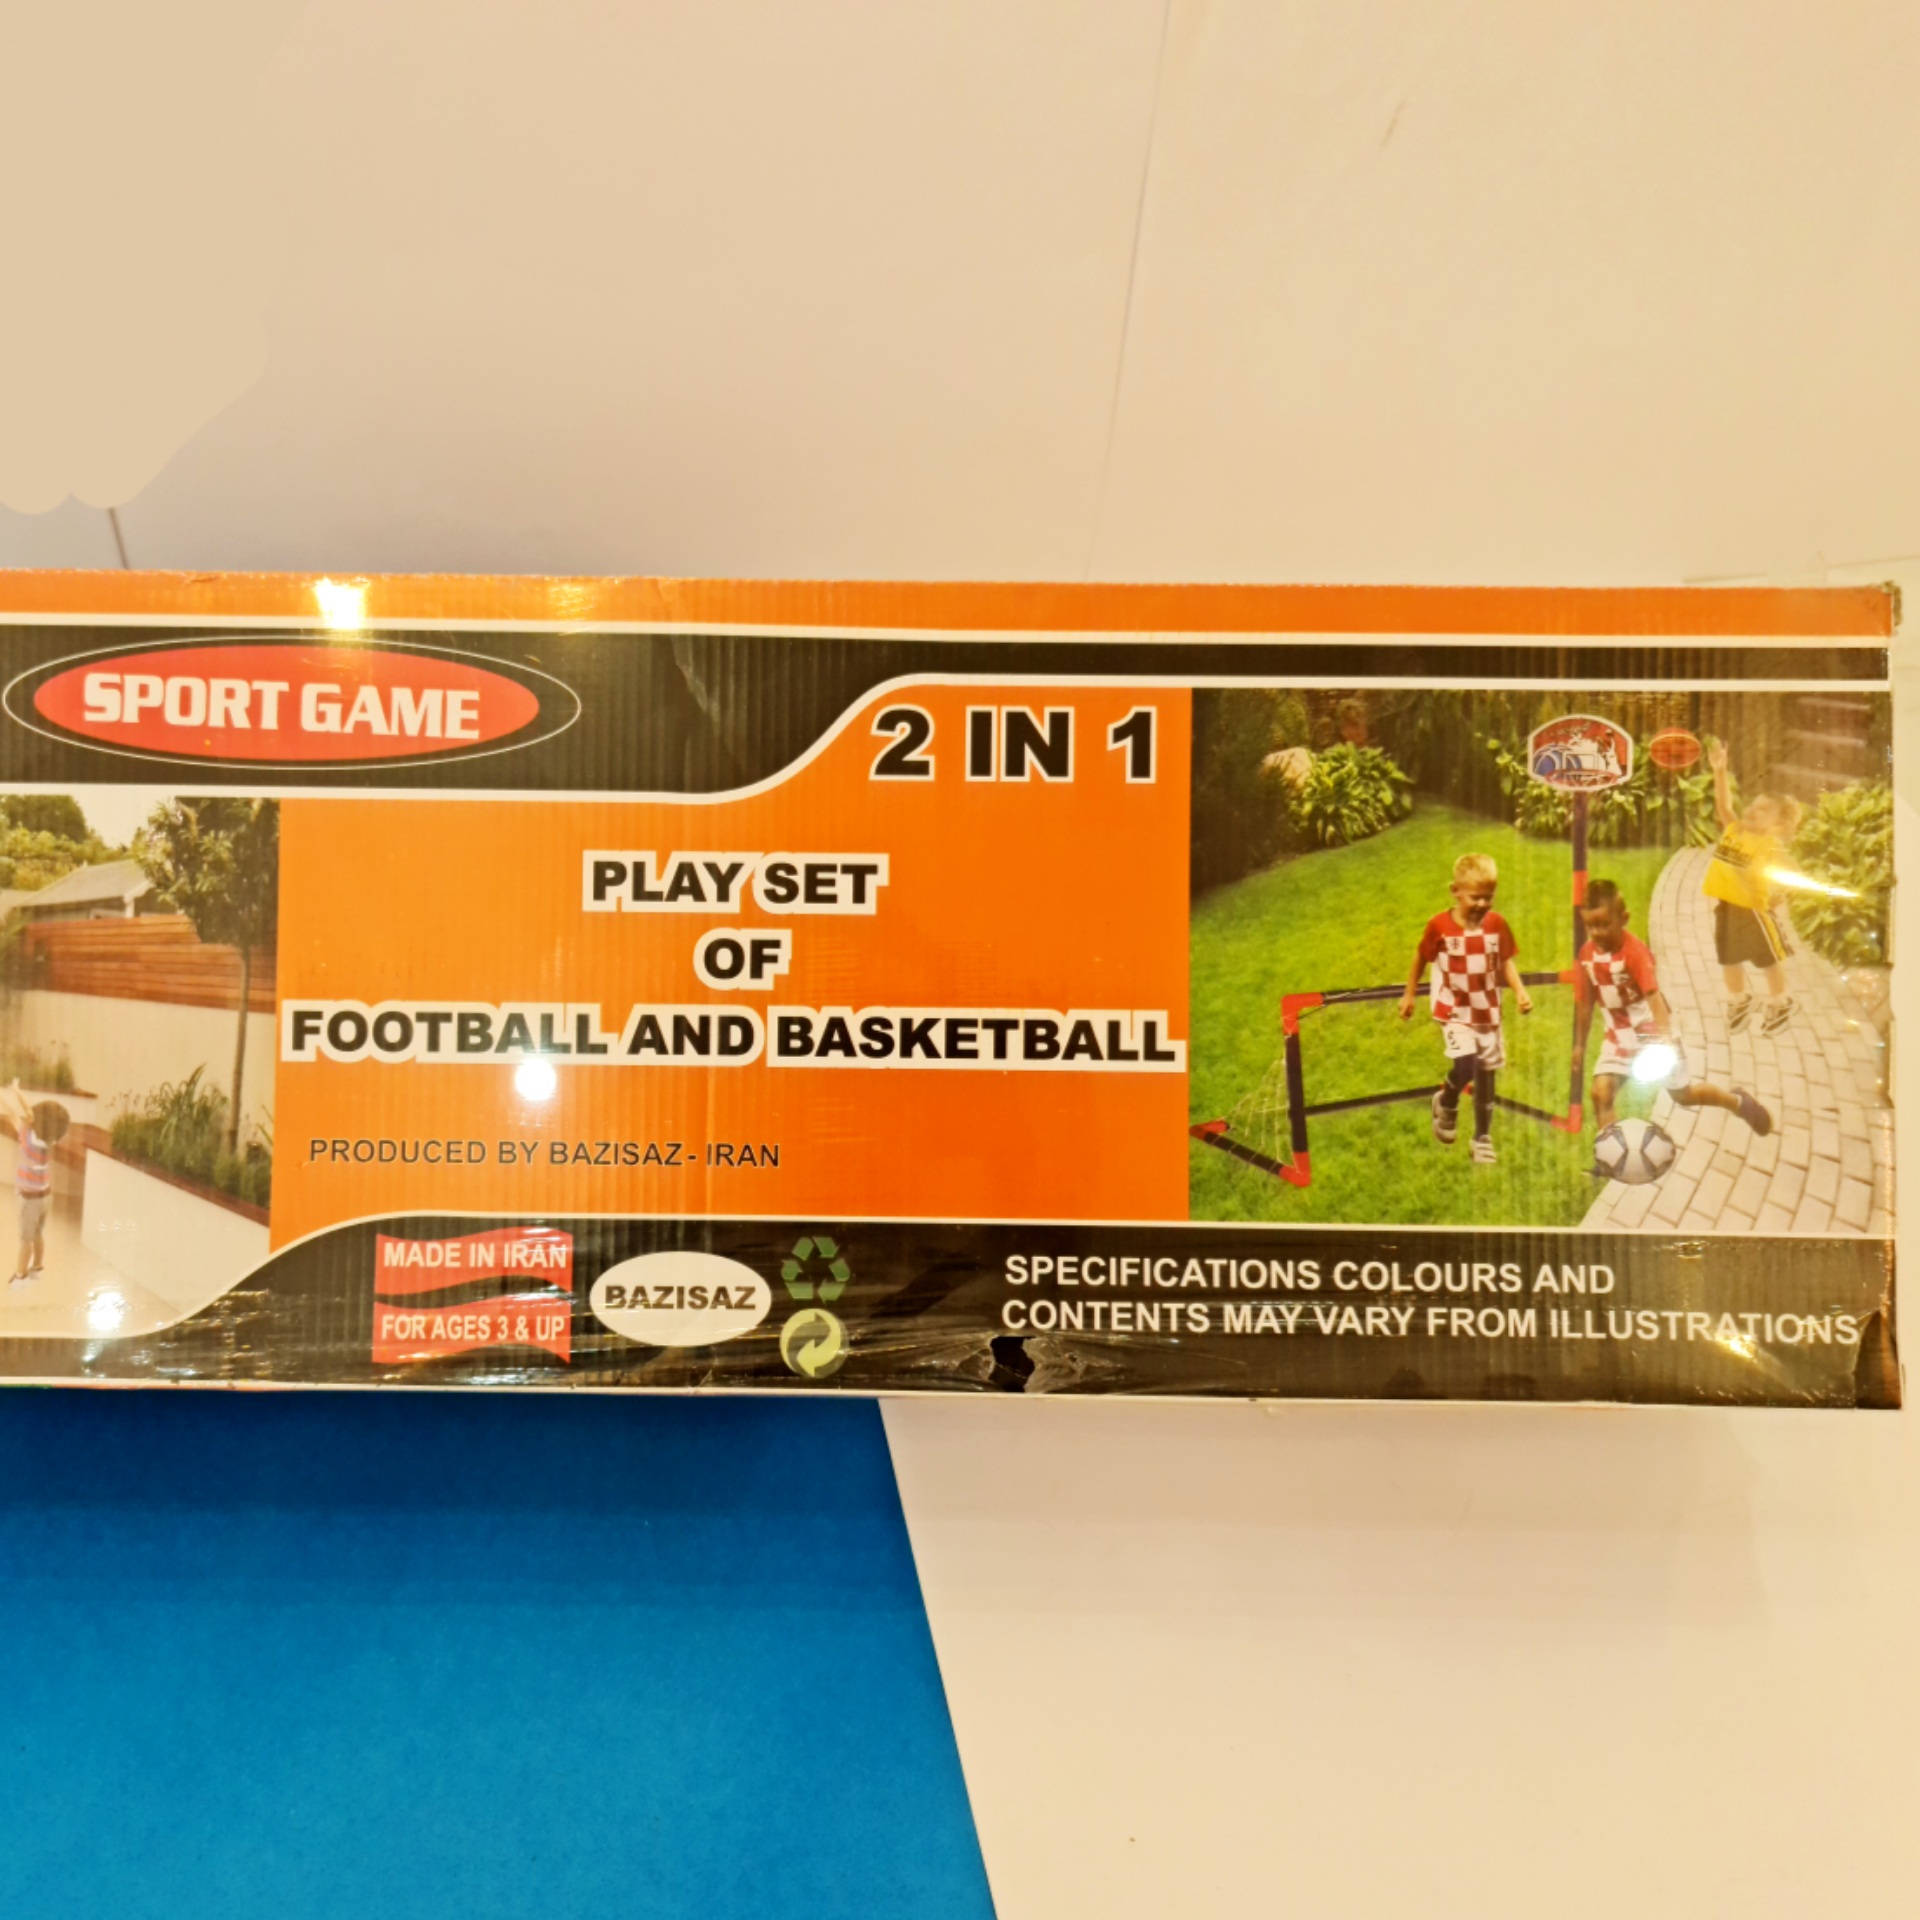 SPORT GAME
2 IN 1
PLAY SET
OF
FOOTBALL AND BASKETBALL
PRODUCED BY BAZISAZ - IRAN
MADE IN IRAN
FOR AGES 3 & UP
BAZISAZ
SPECIFICATIONS COLOURS AND
CONTENTS MAY VARY FROM ILLUSTRATIONS